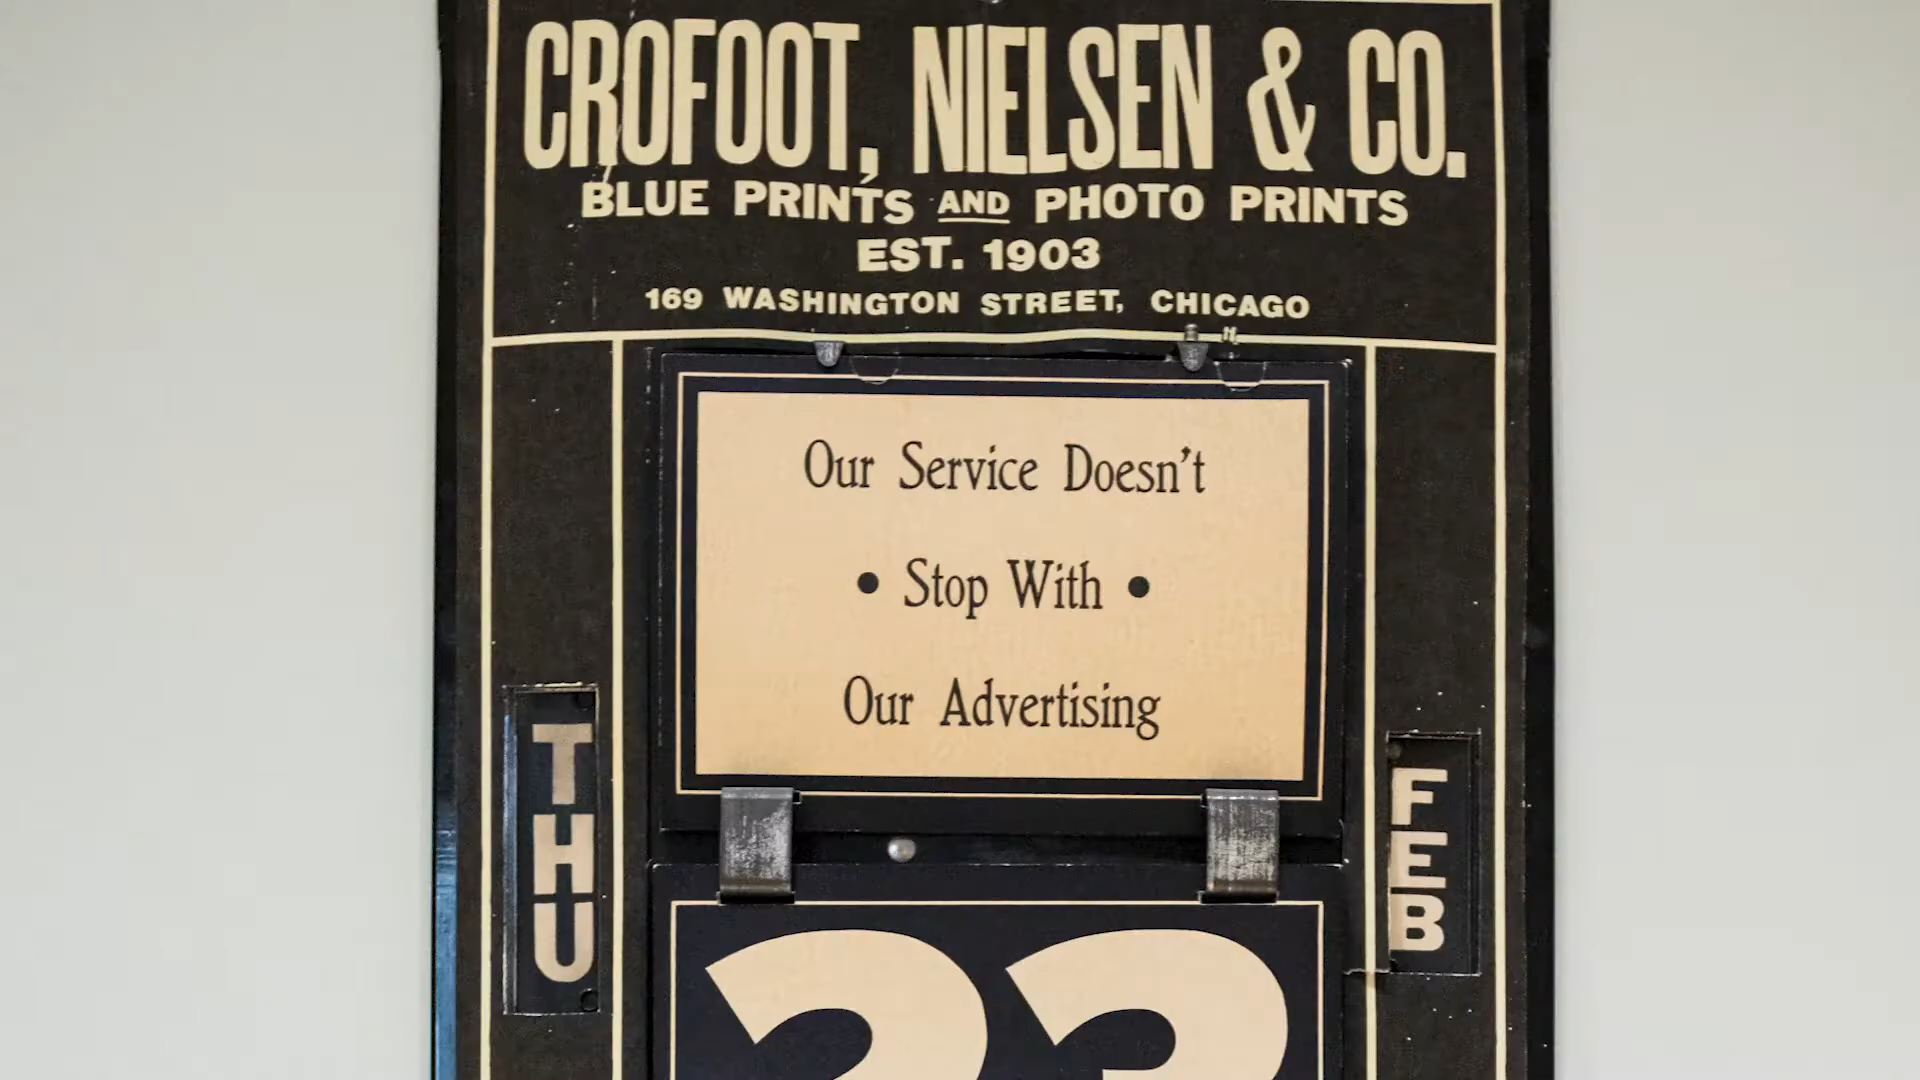 CROFOOT, NIELSEN & CO.
BLUE PRINTS AND PHOTO PRINTS
EST. 1903
169 WASHINGTON STREET, CHICAGO
Our Service Doesn't
• Stop With •
Our Advertising
THU
FEB